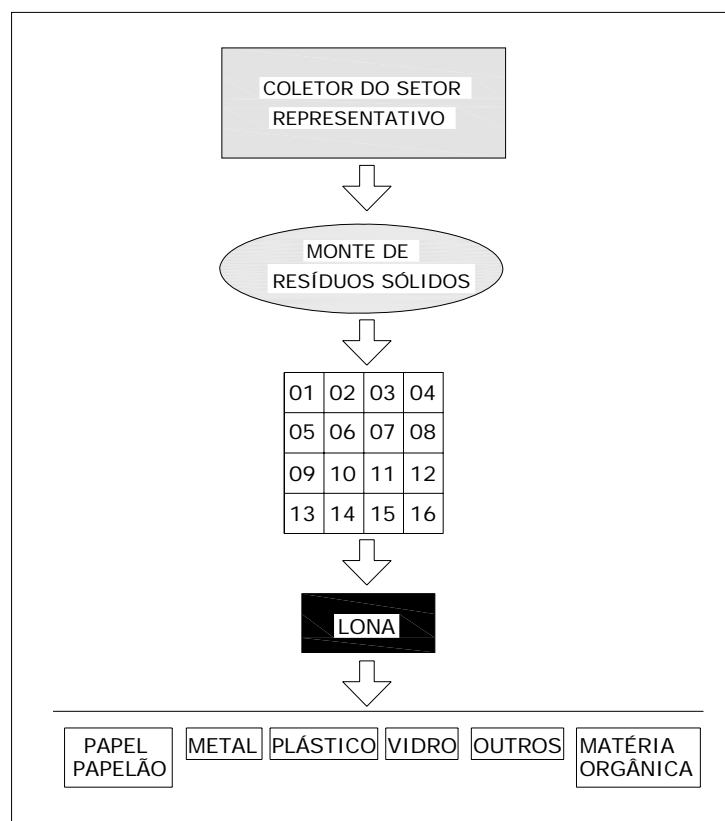 COLETOR DO SETOR
REPRESENTATIVO
MONTE DE
RESÍDUOS SÓLIDOS
01 02 03 04
05 06 07 08
09 10 11 12
13 14 15 16
LONA
PAPEL
PAPELÃO
METAL
PLÁSTICO
VIDRO
OUTROS
MATÉRIA
ORGÂNICA